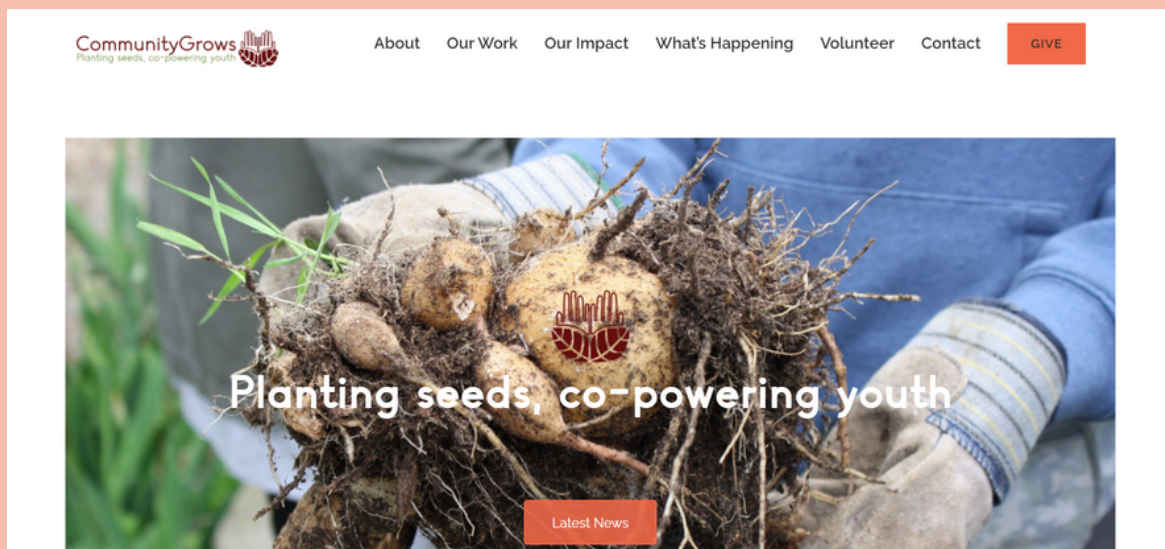 CommunityGrows
Planting seeds, co-powering youth
About Our Work Our Impact What's Happening Volunteer Contact GIVE
Planting seeds, co-powering youth
Latest News